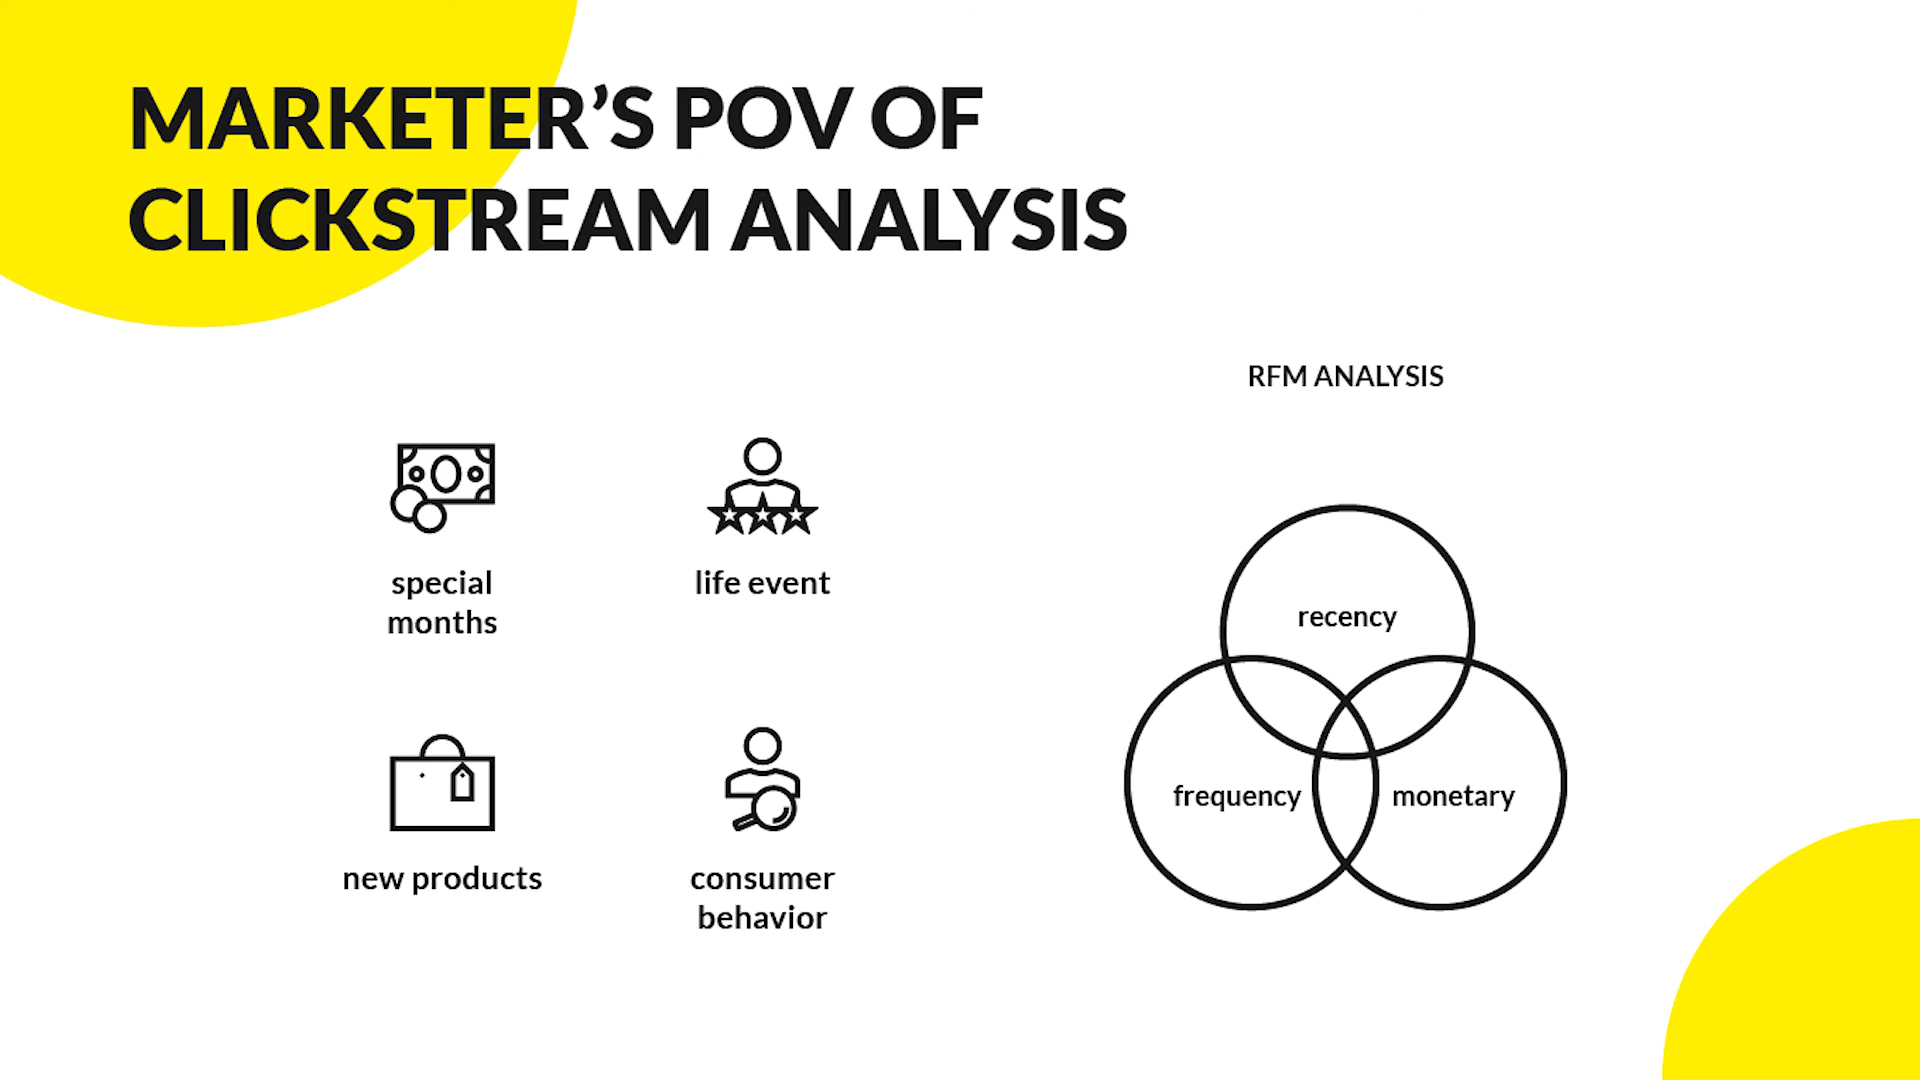 MARKETER’S POV OF
CLICKSTREAM ANALYSIS
special
months
life event
new products
consumer
behavior
RFM ANALYSIS
recency
frequency
monetary